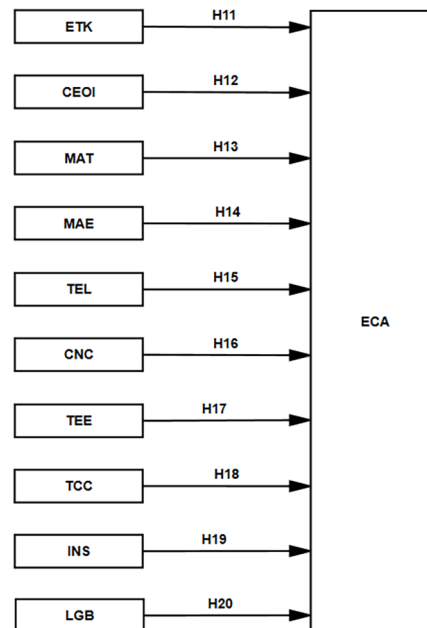 ETK H11
CEOI H12
MAT H13
MAE H14
TEL H15
ECA
CNC H16
TEE H17
TCC H18
INS H19
LGB H20